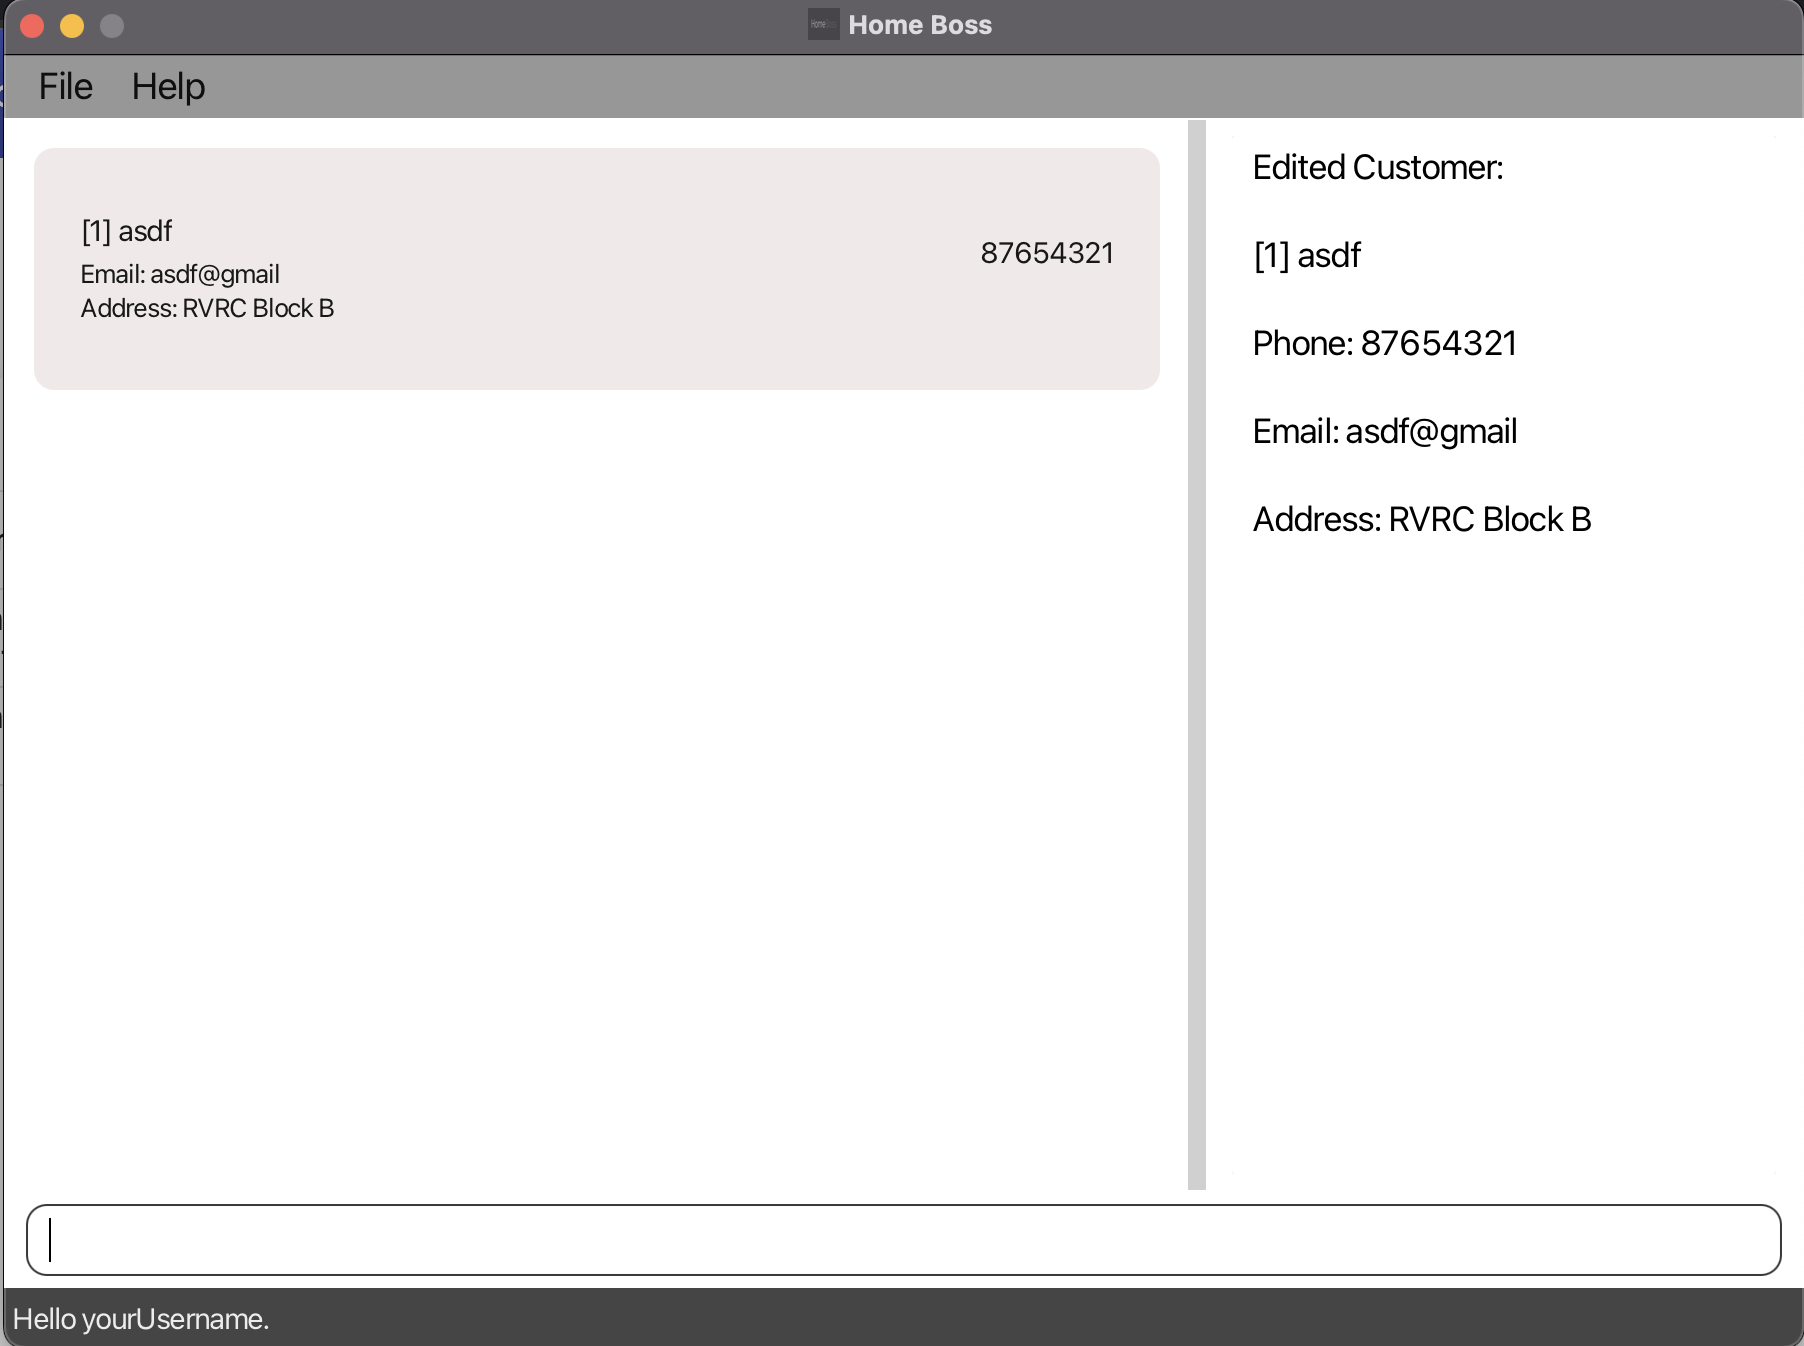 Home Boss
File Help
[1] asdf
Email: asdf@gmail
Address: RVRC Block B
87654321
Edited Customer:
[1] asdf
Phone: 87654321
Email: asdf@gmail
Address: RVRC Block B
Hello yourUsername.